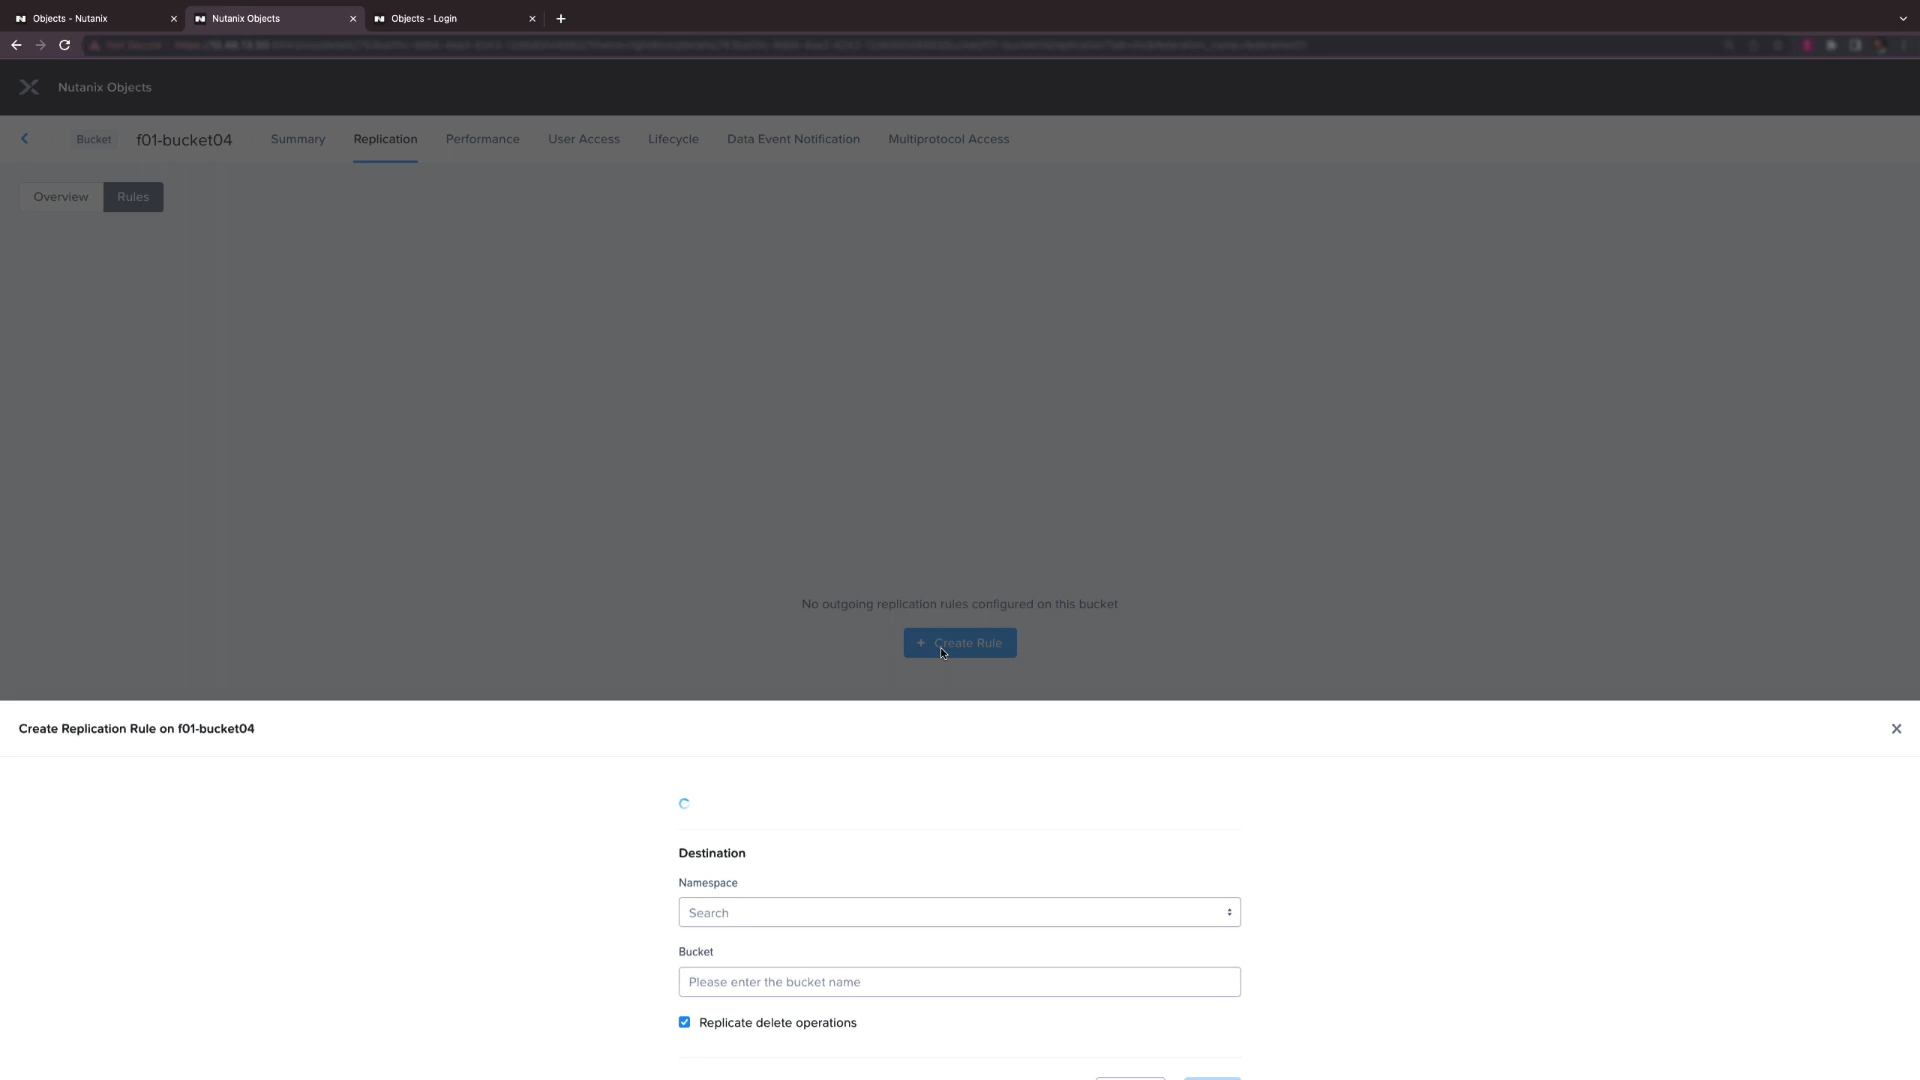 Objects - Nutanix
Nutanix Objects
Objects - Login
Nutanix Objects
Bucket
f01-bucket04
Summary
Replication
Performance
User Access
Lifecycle
Data Event Notification
Multiprotocol Access
Overview
Rules
No outgoing replication rules configured on this bucket
+ Create Rule
Create Replication Rule on f01-bucket04
Destination
Namespace
Search
Bucket
Please enter the bucket name
Replicate delete operations